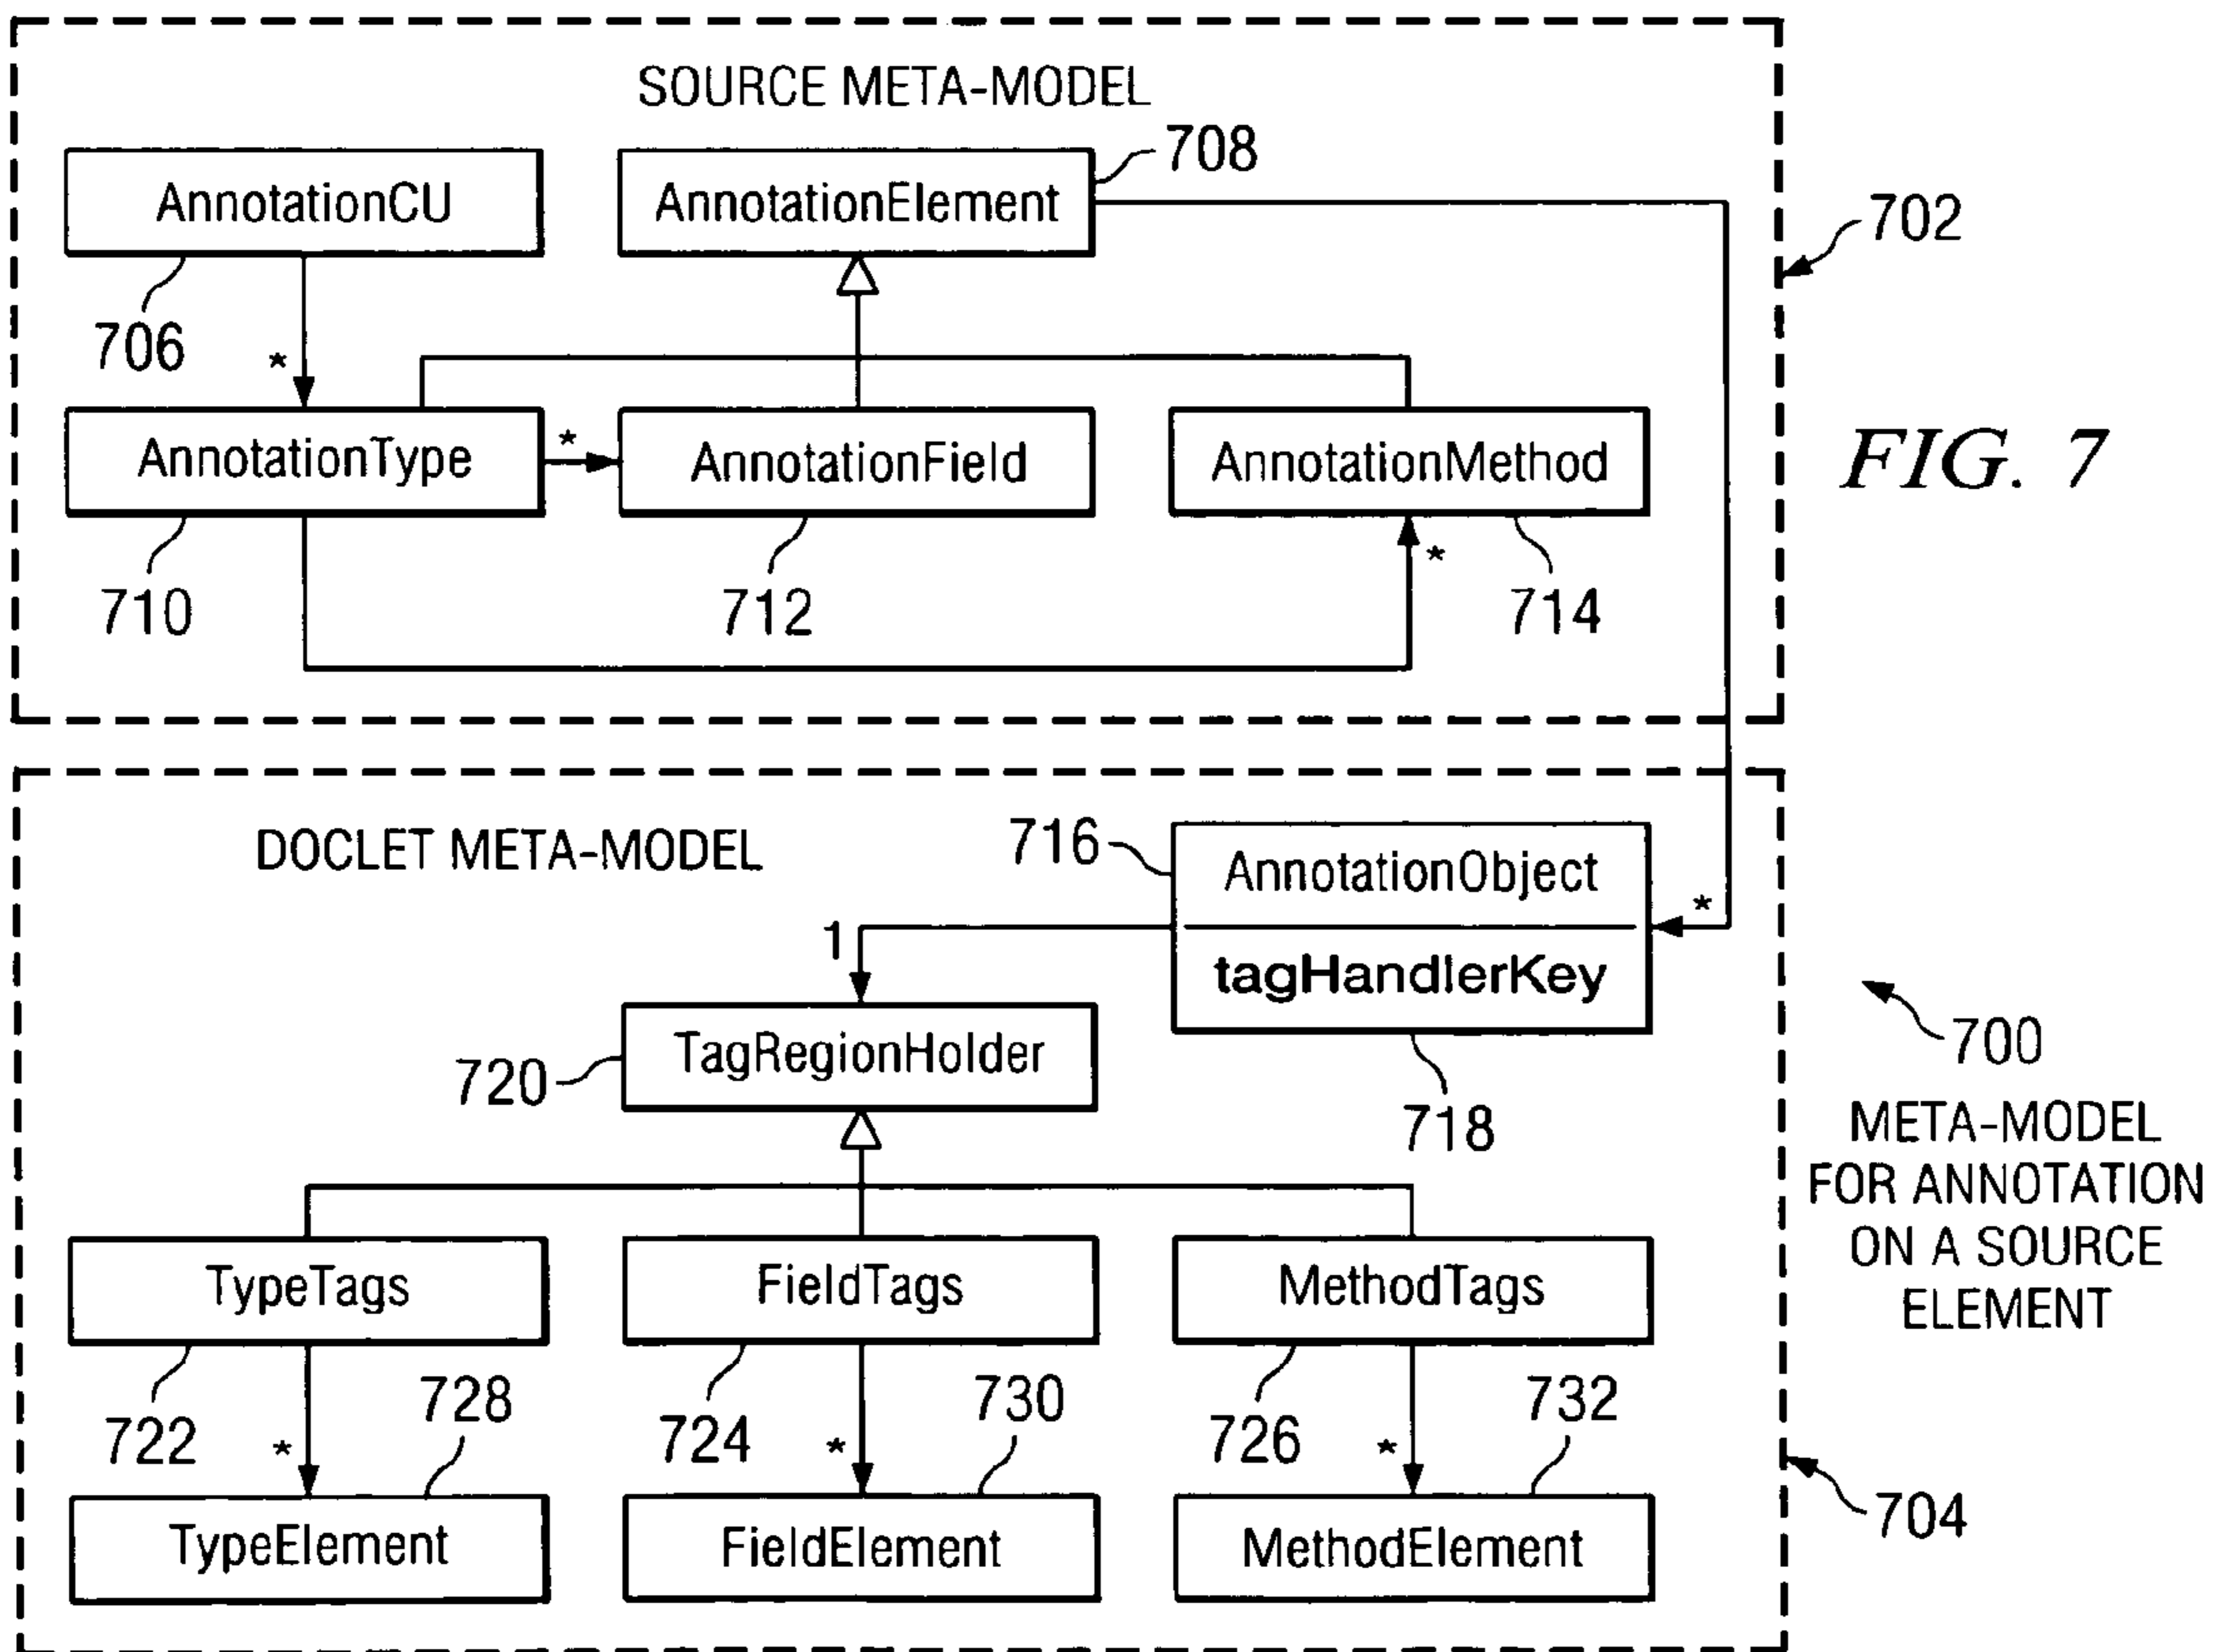 SOURCE META-MODEL
708
AnnotationCU
AnnotationElement
702
706
*
AnnotationType
*
AnnotationField
AnnotationMethod
FIG. 7
*
710
712
714
DOCLET META-MODEL
716
AnnotationObject
*
1
tagHandlerKey
TagRegionHolder
720
718
700
META-MODEL
FOR ANNOTATION
ON A SOURCE
ELEMENT
TypeTags
FieldTags
MethodTags
722
*
728
724
*
730
726
*
732
704
TypeElement
FieldElement
MethodElement